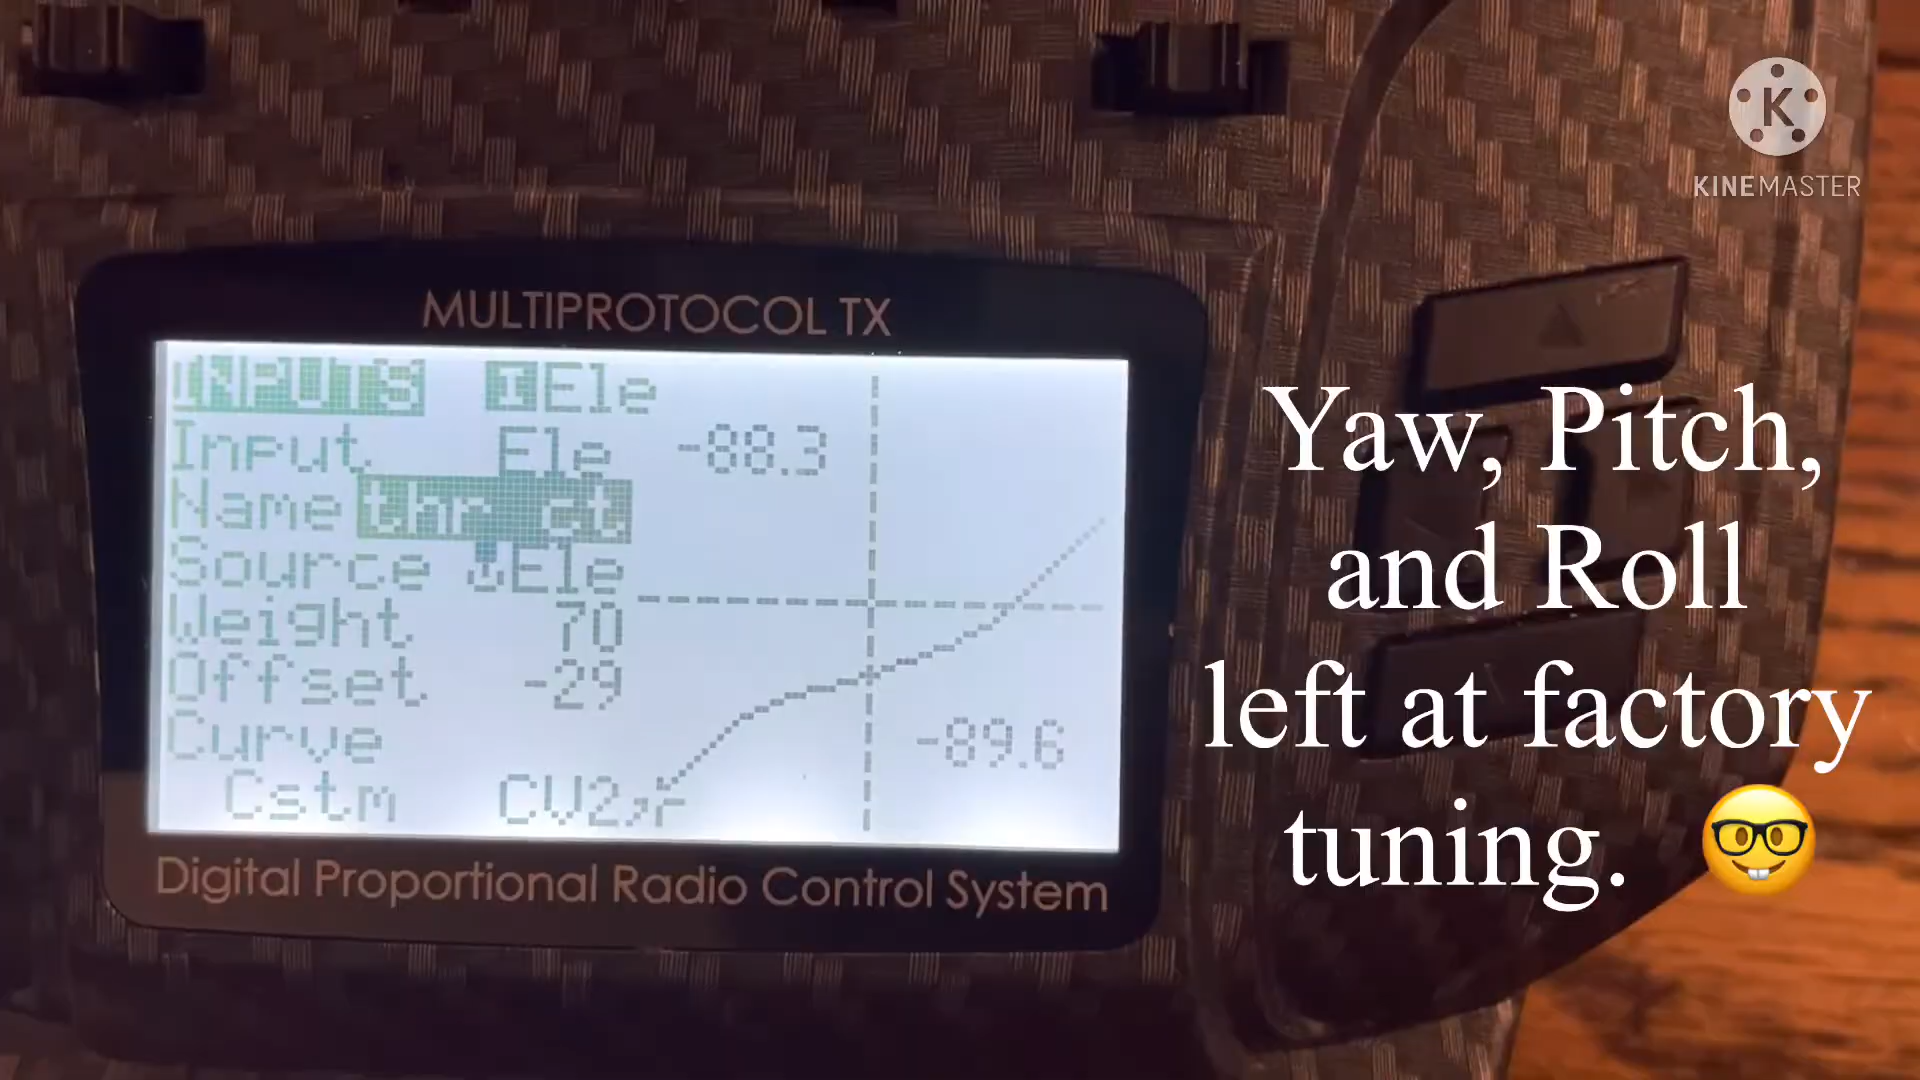 K
KINEMASTER
MULTIPROTOCOL TX
INPUTS IEle
Input Ele -88.3
Name thr ct
Source Ele
Weight 70
Offset -29
Curve
-89.6
Cstm CV2
Digital Proportional Radio Control System
Yaw, Pitch,
and Roll
left at factory
tuning. 🤓